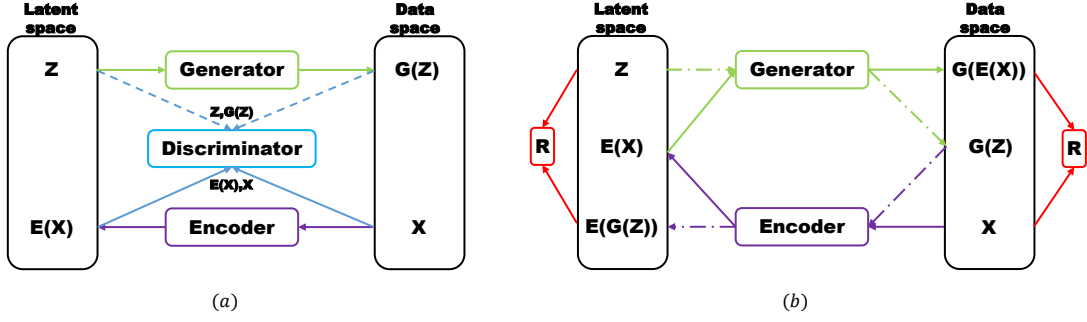 Latent
space
Data
space
Z
Generator
G(Z)
Z,G(Z)
Discriminator
E(X),X
E(X)
Encoder
X
(a)
Latent
space
Data
space
Z
Generator
G(E(X))
R
E(X)
G(Z)
R
E(G(Z))
Encoder
X
(b)